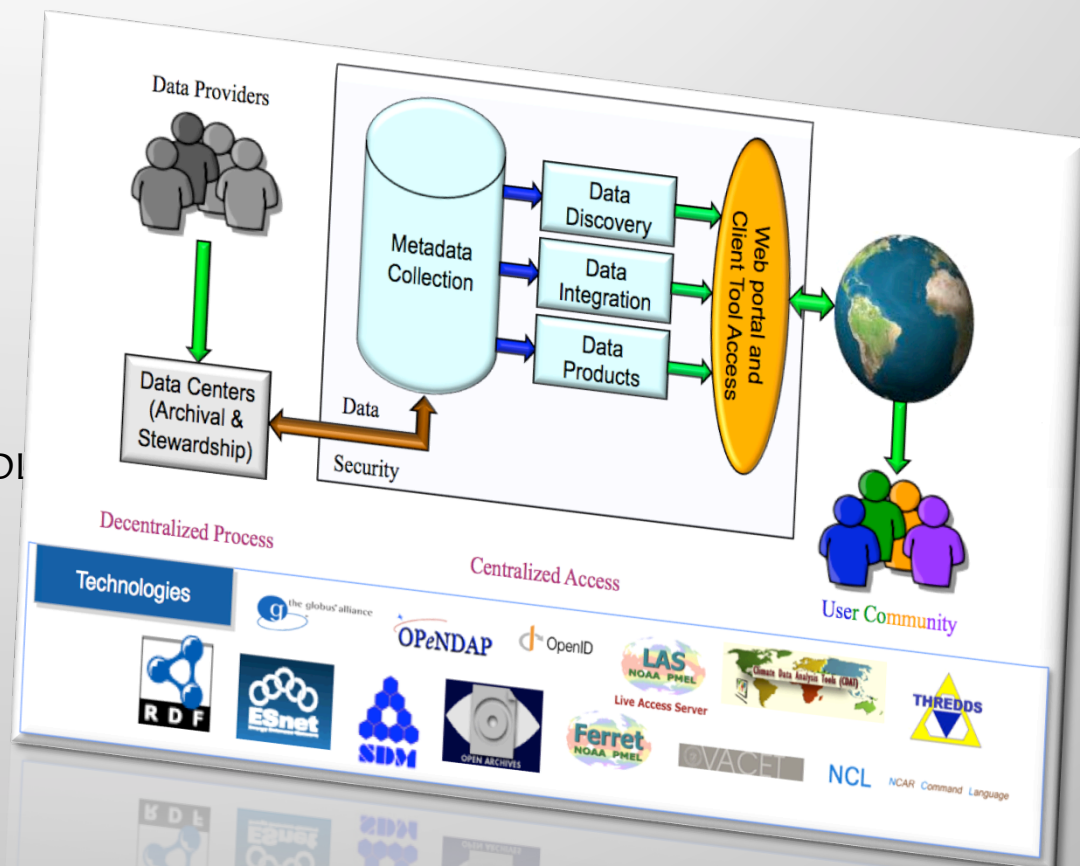 Data Providers
Metadata
Collection
Data
Discovery
Data
Integration
Data
Products
Web portal and
Client Tool Access
Data Centers
(Archival &
Stewardship)
Data
Security
Decentralized Process
Centralized Access
User Community
Technologies
the globus alliance
OPeNDAP
OpenID
LAS
NOAA PMEL
Live Access Server
Climate Data Analysis Tools (CDAT)
THREDDS
RDF
ESnet
SDM
OPEN ARCHIVES
Ferret
NOAA PMEL
VACET
NCL NCAR Command Language